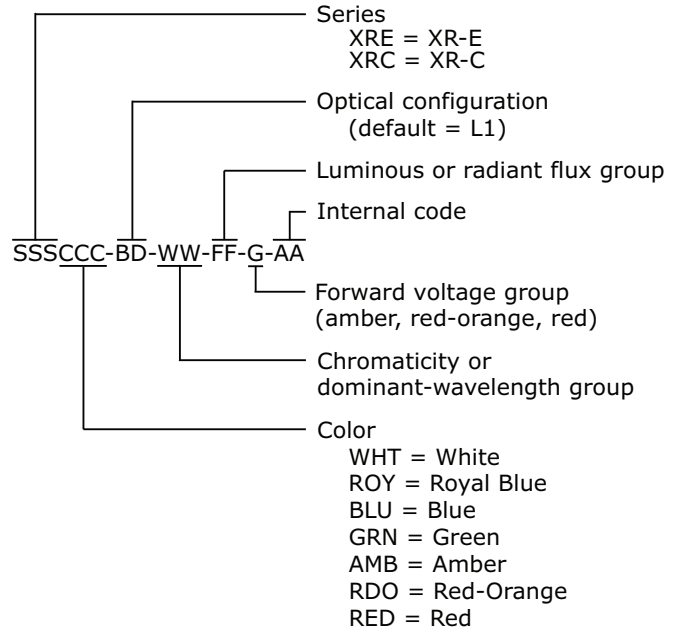 Series
XRE = XR-E
XRC = XR-C
Optical configuration
(default = L1)
Luminous or radiant flux group
Internal code
SSSCCC-BD-WW-FF-G-AA
Forward voltage group
(amber, red-orange, red)
Chromaticity or
dominant-wavelength group
Color
WHT = White
ROY = Royal Blue
BLU = Blue
GRN = Green
AMB = Amber
RDO = Red-Orange
RED = Red